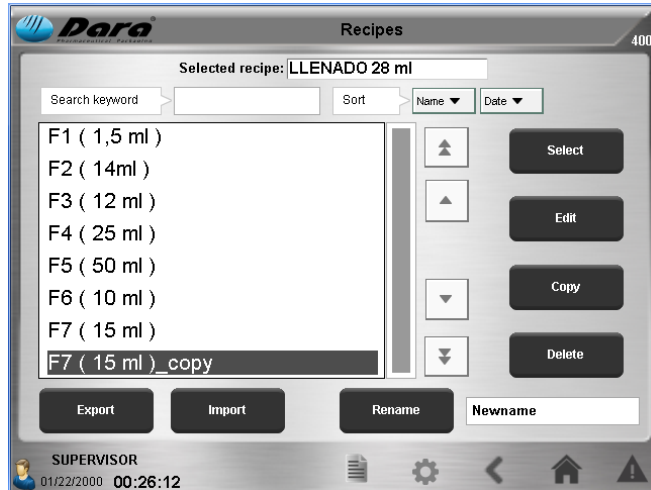 Dara
Pharmaceutical Packaging
Recipes
400
Selected recipe: LLENADO 28 ml
Search keyword
Sort
Name ▼
Date ▼
F1 ( 1,5 ml )
F2 ( 14ml )
F3 ( 12 ml )
F4 ( 25 ml )
F5 ( 50 ml )
F6 ( 10 ml )
F7 ( 15 ml )
F7 ( 15 ml )_copy
Select
Edit
Copy
Delete
Export
Import
Rename
Newname
SUPERVISOR
01/22/2000 00:26:12